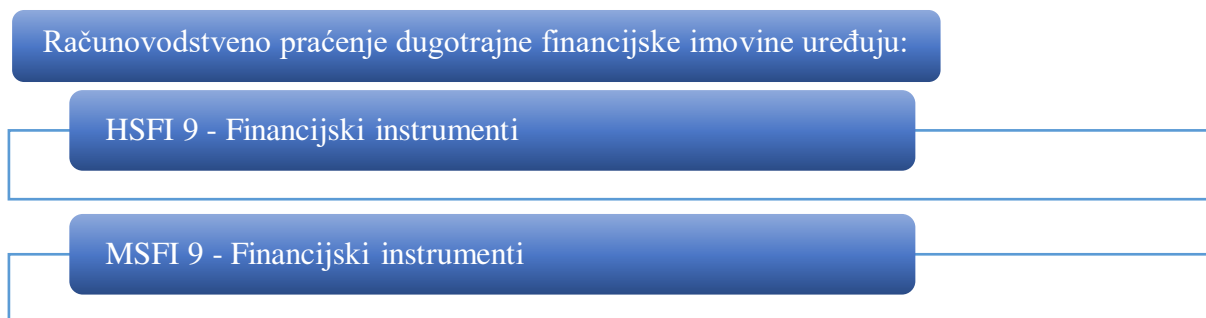 Računovodstveno praćenje dugotrajne financijske imovine uređuju:
HSFI 9 - Financijski instrumenti
MSFI 9 - Financijski instrumenti